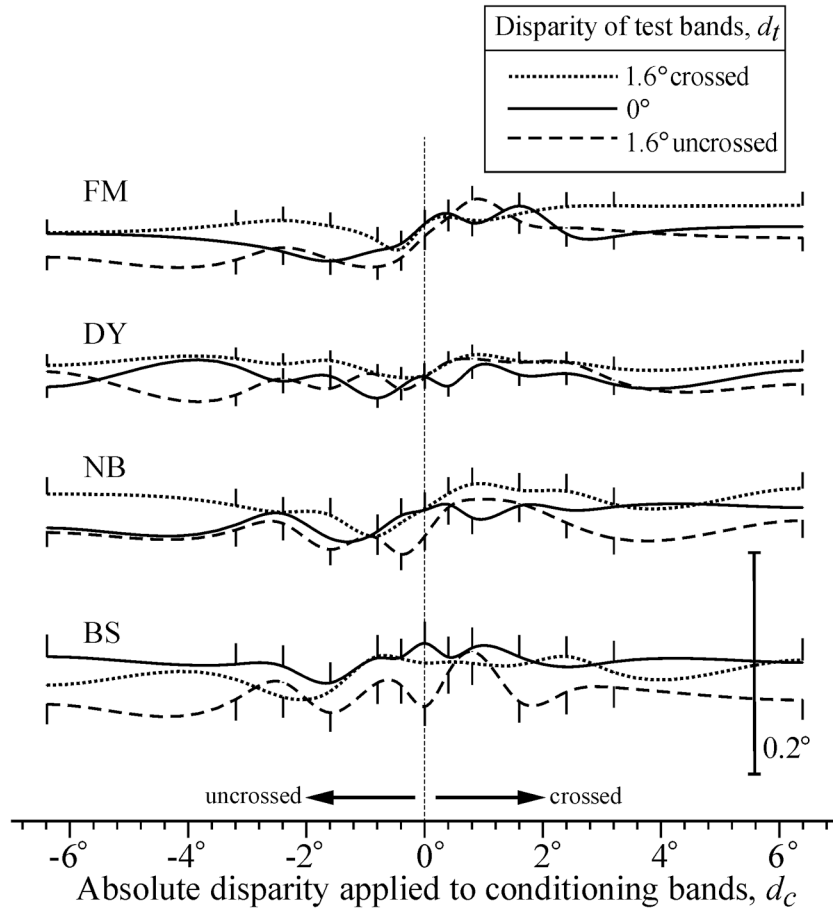 Disparity of test bands, dt
1.6° crossed
0°
1.6° uncrossed
FM
DY
NB
BS
0.2°
uncrossed
crossed
-6° -4° -2° 0° 2° 4° 6°
Absolute disparity applied to conditioning bands, dc